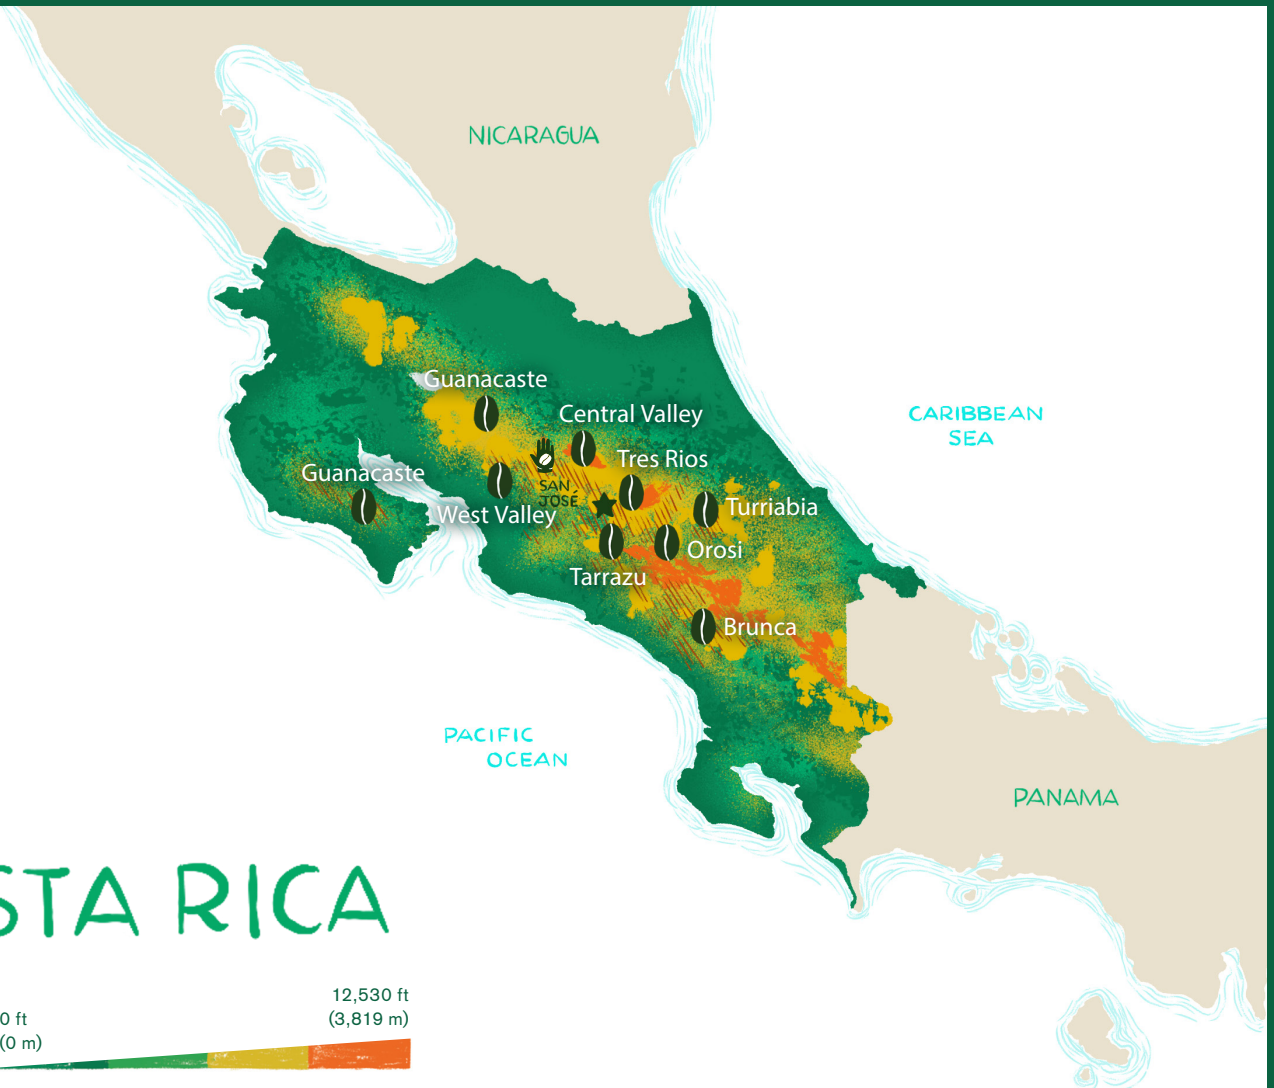 NICARAGUA
Guanacaste
CARIBBEAN
SEA
Central Valley
Tres Rios
Guanacaste
SAN
JOSÉ
West Valley
Turriabia
Orosi
Tarrazu
Brunca
PACIFIC
OCEAN
PANAMA
STA RICA
12,530 ft
(3,819 m)
0 ft
(0 m)